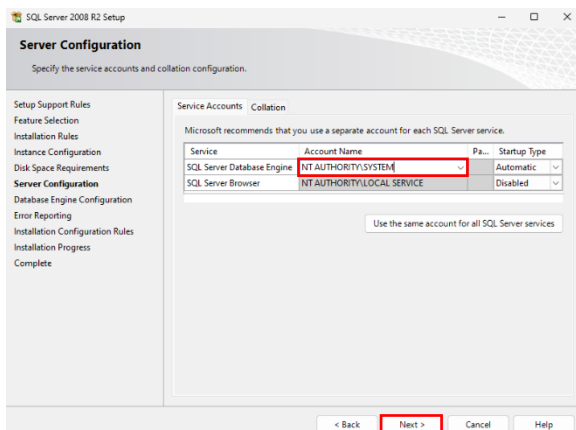 SQL Server 2008 R2 Setup
Server Configuration
Specify the service accounts and collation configuration.
Setup Support Rules
Feature Selection
Installation Rules
Instance Configuration
Disk Space Requirements
Server Configuration
Database Engine Configuration
Error Reporting
Installation Configuration Rules
Installation Progress
Complete
Service Accounts Collation
Microsoft recommends that you use a separate account for each SQL Server service.
Service Account Name Pa... Startup Type
SQL Server Database Engine NT AUTHORITY\SYSTEM Automatic
SQL Server Browser NT AUTHORITY\LOCAL SERVICE Disabled
Use the same account for all SQL Server services
< Back Next > Cancel Help